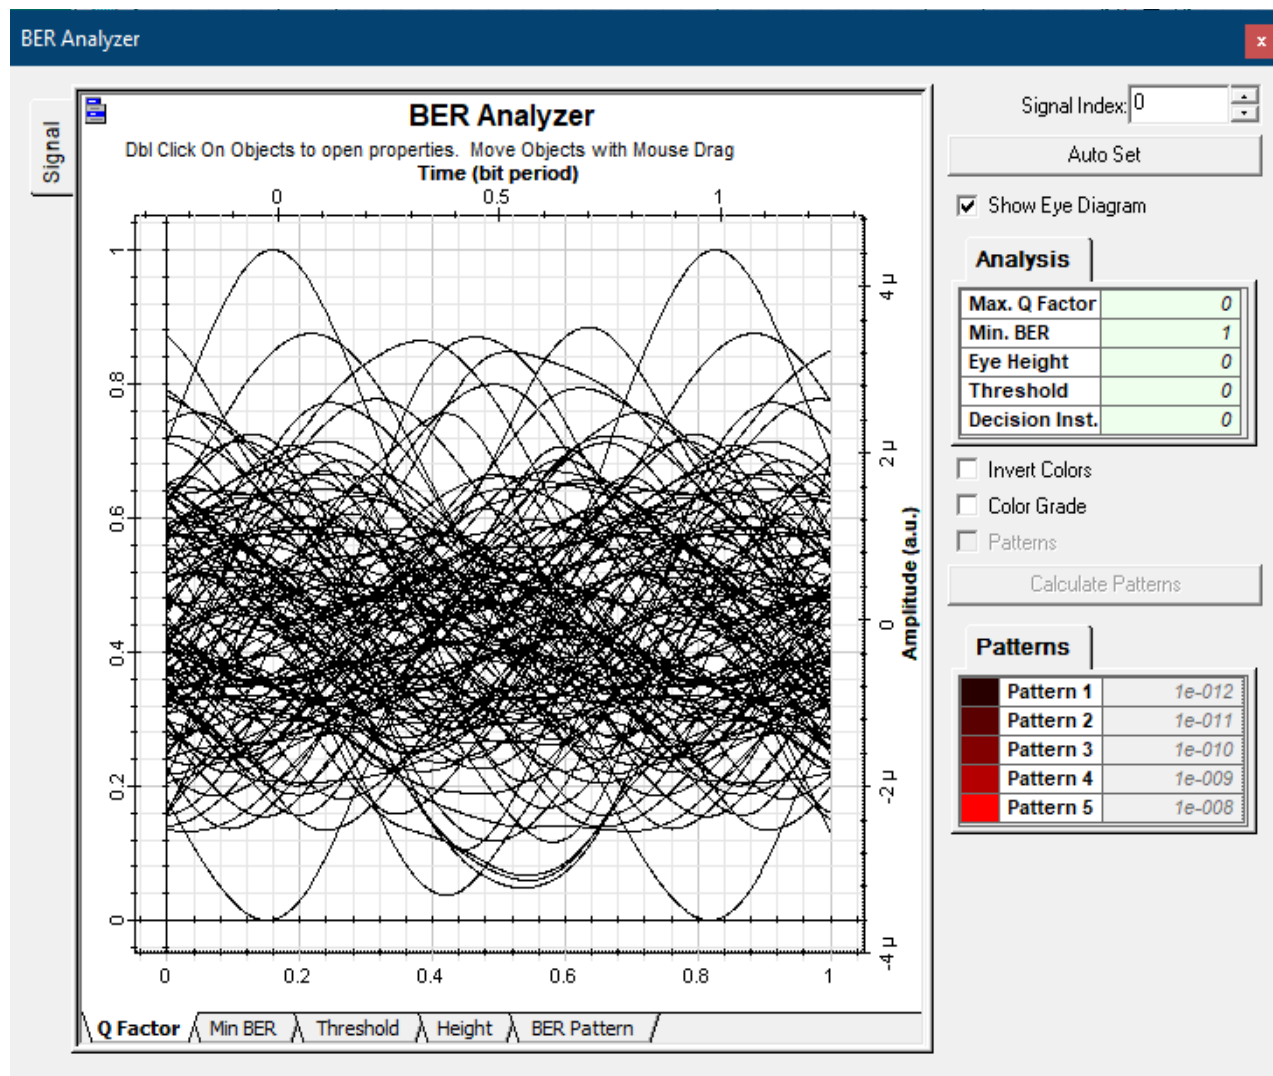 BER Analyzer
x
Signal
BER Analyzer
Dbl Click On Objects to open properties. Move Objects with Mouse Drag
Time (bit period)
0 0.5 1
1
0.8
0.6
0.4
0.2
0
4 µ
2 µ
0
-2 µ
-4 µ
Amplitude (a.u.)
0 0.2 0.4 0.6 0.8 1
Q Factor Min BER Threshold Height BER Pattern
Signal Index: 0
Auto Set
Show Eye Diagram
Analysis
Max. Q Factor 0
Min. BER 1
Eye Height 0
Threshold 0
Decision Inst. 0
Invert Colors
Color Grade
Patterns
Calculate Patterns
Patterns
Pattern 1 1e-012
Pattern 2 1e-011
Pattern 3 1e-010
Pattern 4 1e-009
Pattern 5 1e-008